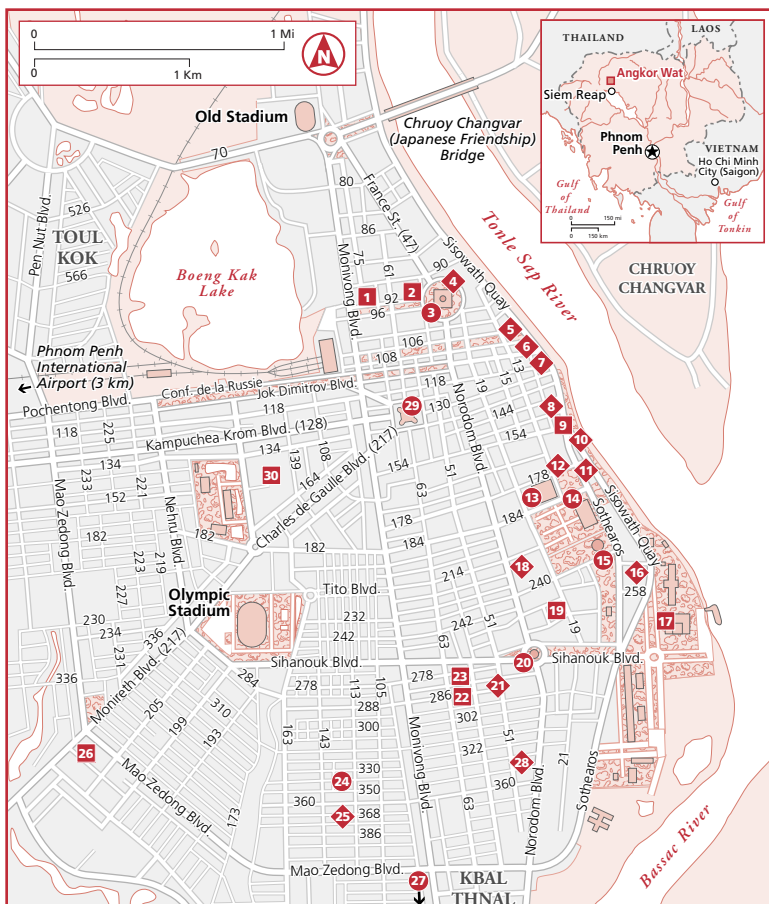 0
1 Mi
0
1 Km
N
THAILAND
LAOS
Angkor Wat
Siem Reap
Phnom
Penh
VIETNAM
Ho Chi Minh
City (Saigon)
Gulf
of
Thailand
Gulf
of
Tonkin
0
150 mi
0
150 km
Old Stadium
Chruoy Changvar
(Japanese Friendship)
Bridge
70
80
France St. (47)
526
TOUL
KOK
Pen-Nut Blvd.
566
Boeng Kak
Lake
86
75
61
Monivong Blvd.
90
Sisowath Quay
Tonle Sap River
CHRUOY
CHANGVAR
1
2
92
96
3
4
5
6
7
106
108
Phnom Penh
International
Airport (3 km)
Conf. de la Russie
Jok Dimitrov Blvd.
Pochentong Blvd.
118
118
29
130
Norodom Blvd.
19
15
13
144
154
8
9
10
118
225
Kampuchea Krom Blvd. (128)
134
134
139
108
164
Charles de Gaulle Blvd. (217)
154
63
51
30
233
221
152
Mao Zedong Blvd.
Nehru Blvd.
182
182
223
219
178
184
182
178
12
11
13
14
184
Sothearos
Sisowath Quay
15
16
258
17
18
240
214
19
19
242
51
227
Olympic
Stadium
Tito Blvd.
232
242
230
234
231
336
336
Monireth Blvd. (217)
Sihanouk Blvd.
63
20
Sihanouk Blvd.
284
278
113
105
278
23
286
22
21
288
300
302
205
310
199
193
163
143
322
51
21
Monivong Blvd.
28
360
26
Mao Zedong Blvd.
173
24
330
350
360
25
368
386
63
Norodom Blvd.
Sothearos
Mao Zedong Blvd.
27
KBAL
THNAL
Bassac River